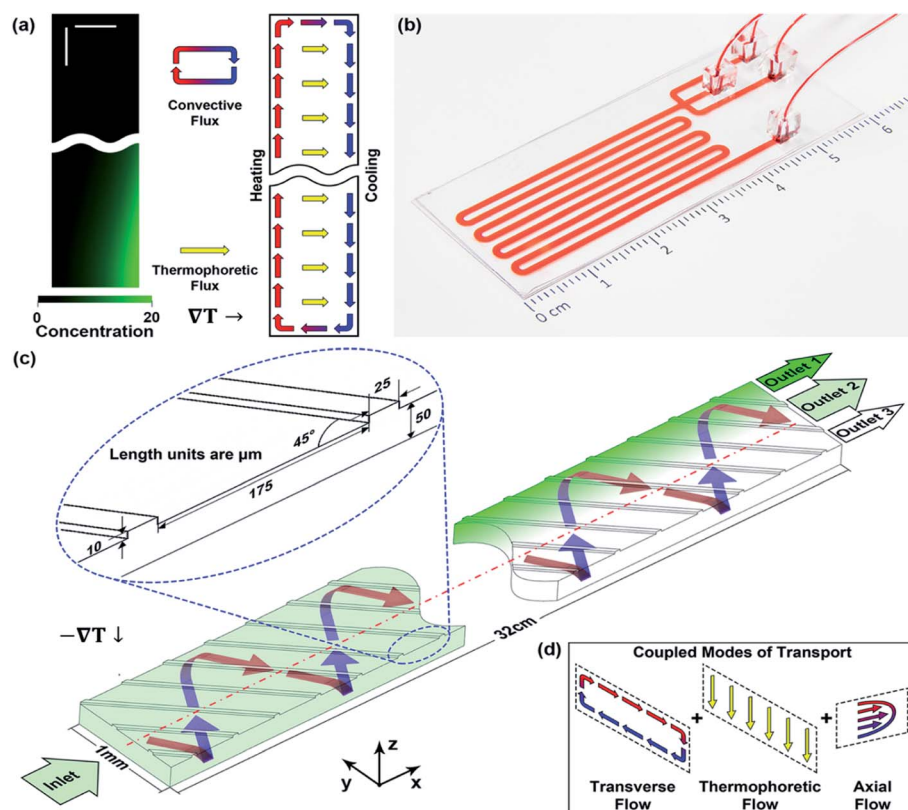 (a)
Convective
Flux
Heating
Cooling
Thermophoretic
Flux
0
20
Concentration
∇T →
(b)
0 cm
1
2
3
4
5
6
(c)
25
50
45°
Length units are µm
175
10
−∇T ↓
1mm
32cm
Inlet
Outlet 1
Outlet 2
Outlet 3
z
y
x
(d)
Coupled Modes of Transport
+
+
Transverse
Flow
Thermophoretic
Flow
Axial
Flow